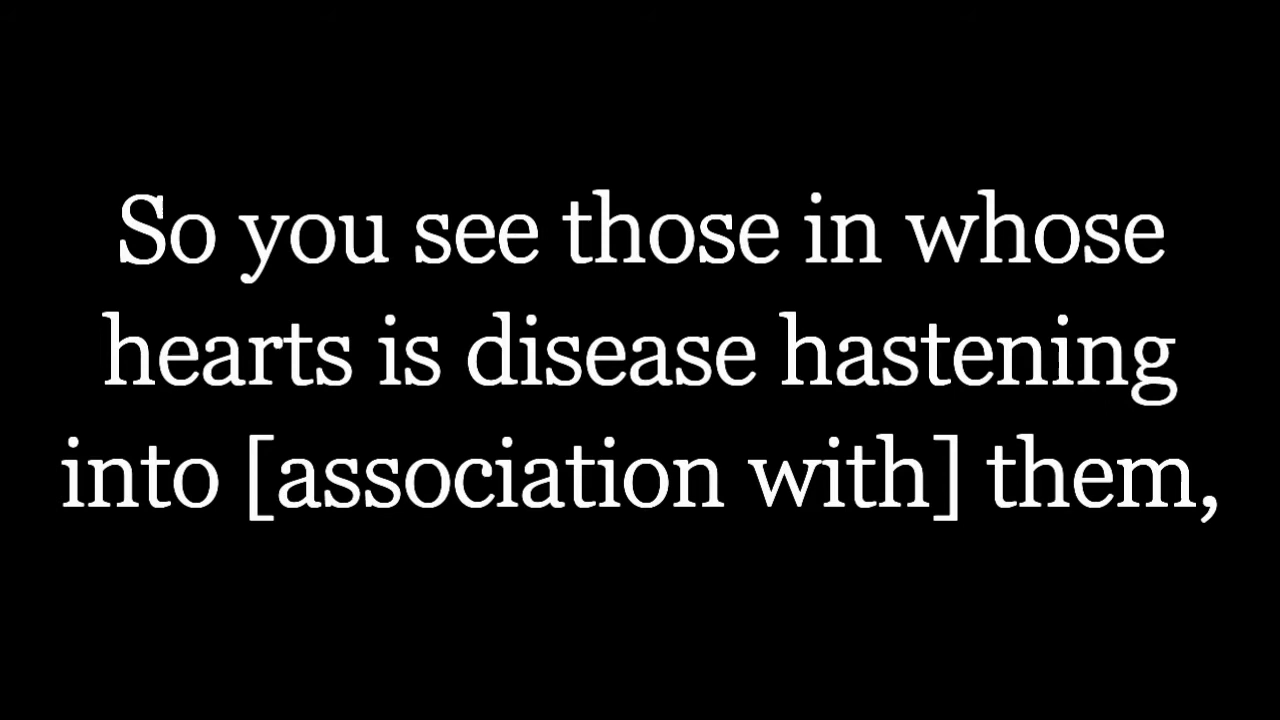 So you see those in whose
hearts is disease hastening
into [association with] them,